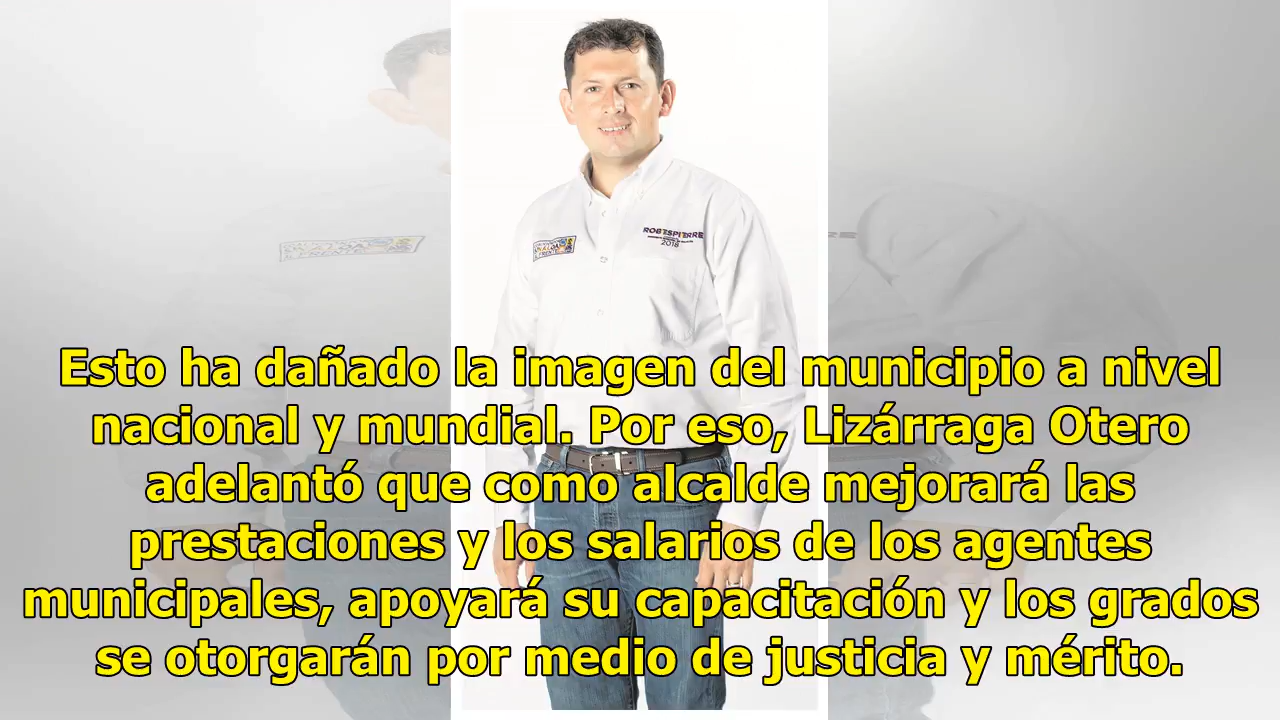 ROBESPIERRE
2018
Esto ha dañado la imagen del municipio a nivel
nacional y mundial. Por eso, Lizárraga Otero
adelantó que como alcalde mejorará las
prestaciones y los salarios de los agentes
municipales, apoyará su capacitación y los grados
se otorgarán por medio de justicia y mérito.